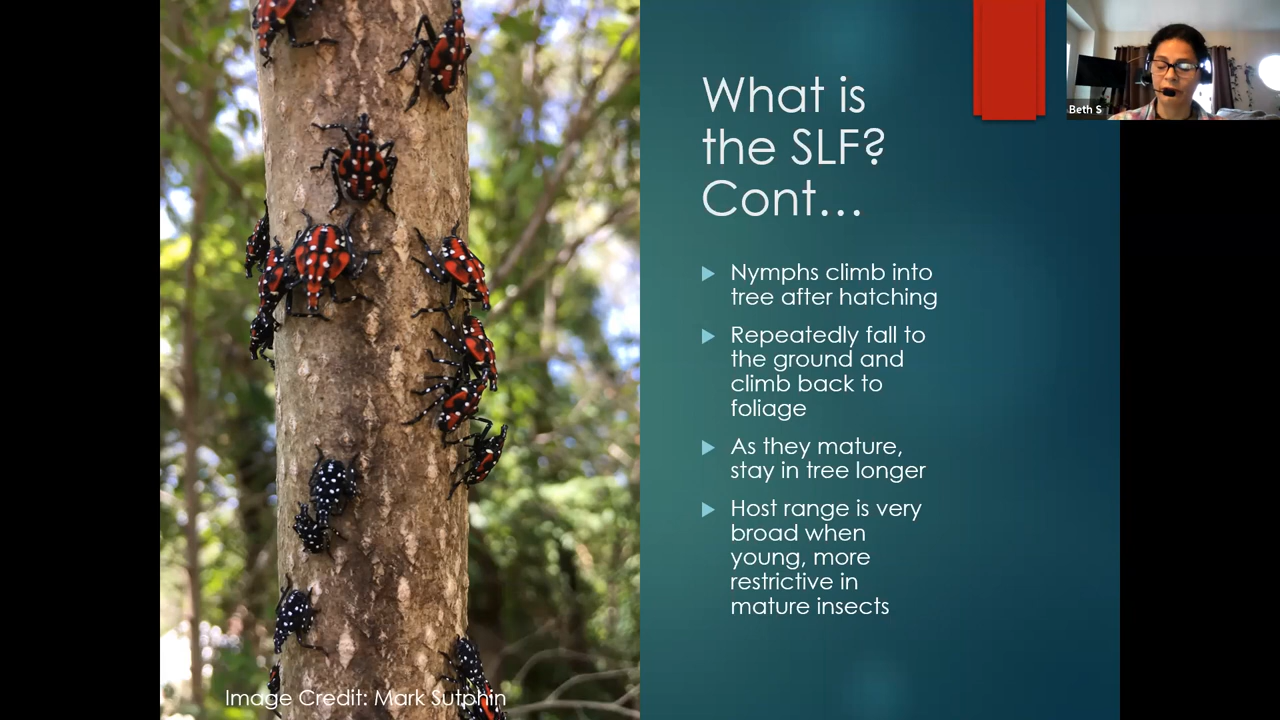 What is
the SLF?
Cont...
Nymphs climb into
tree after hatching
Repeatedly fall to
the ground and
climb back to
foliage
As they mature,
stay in tree longer
Host range is very
broad when
young, more
restrictive in
mature insects
Image Credit: Mark Sutphin
Beth S